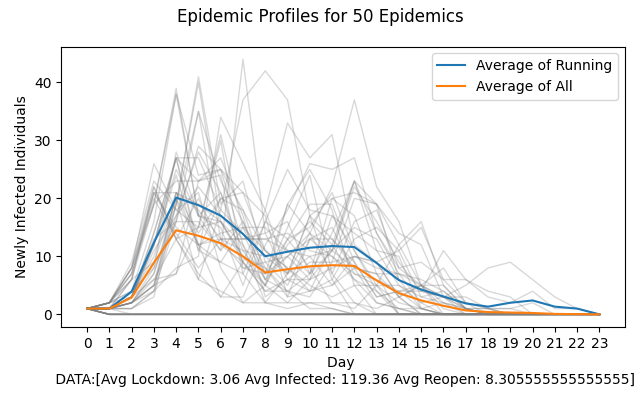 Epidemic Profiles for 50 Epidemics
Average of Running
Average of All
Newly Infected Individuals
40
30
20
10
0
0 1 2 3 4 5 6 7 8 9 10 11 12 13 14 15 16 17 18 19 20 21 22 23
Day
DATA:[Avg Lockdown: 3.06 Avg Infected: 119.36 Avg Reopen: 8.305555555555555]